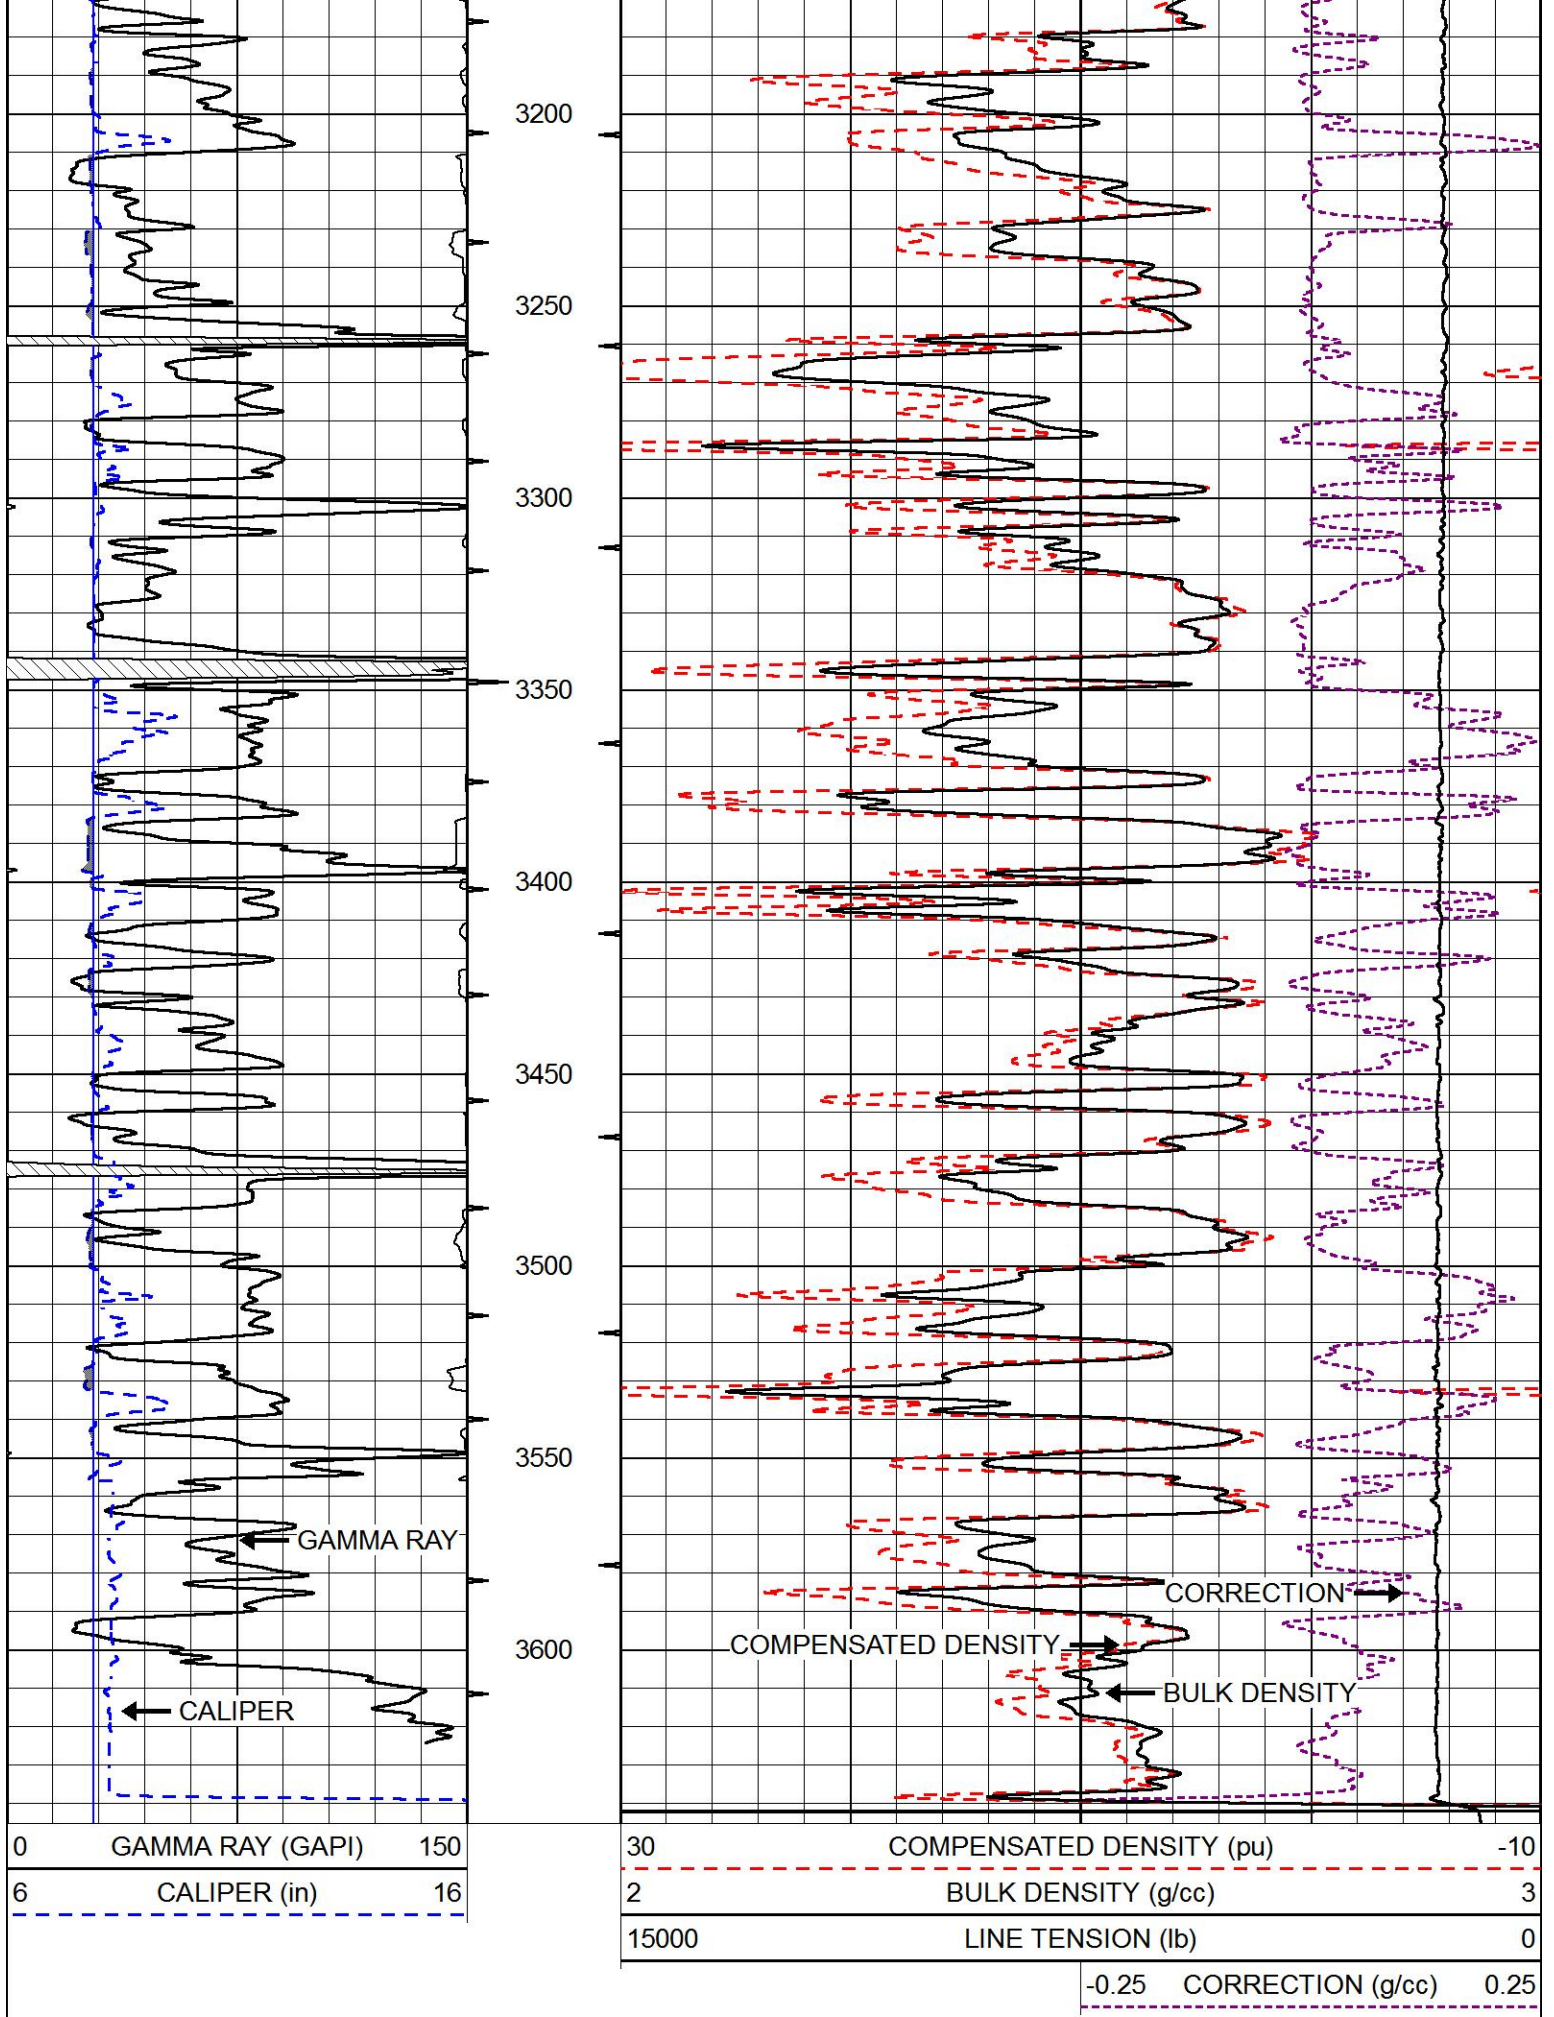 3200
3250
3300
3350
3400
3450
3500
3550
GAMMA RAY
CORRECTION
COMPENSATED DENSITY
3600
BULK DENSITY
CALIPER
0 GAMMA RAY (GAPI) 150
30 COMPENSATED DENSITY (pu) -10
6 CALIPER (in) 16
2 BULK DENSITY (g/cc) 3
15000 LINE TENSION (lb) 0
-0.25 CORRECTION (g/cc) 0.25